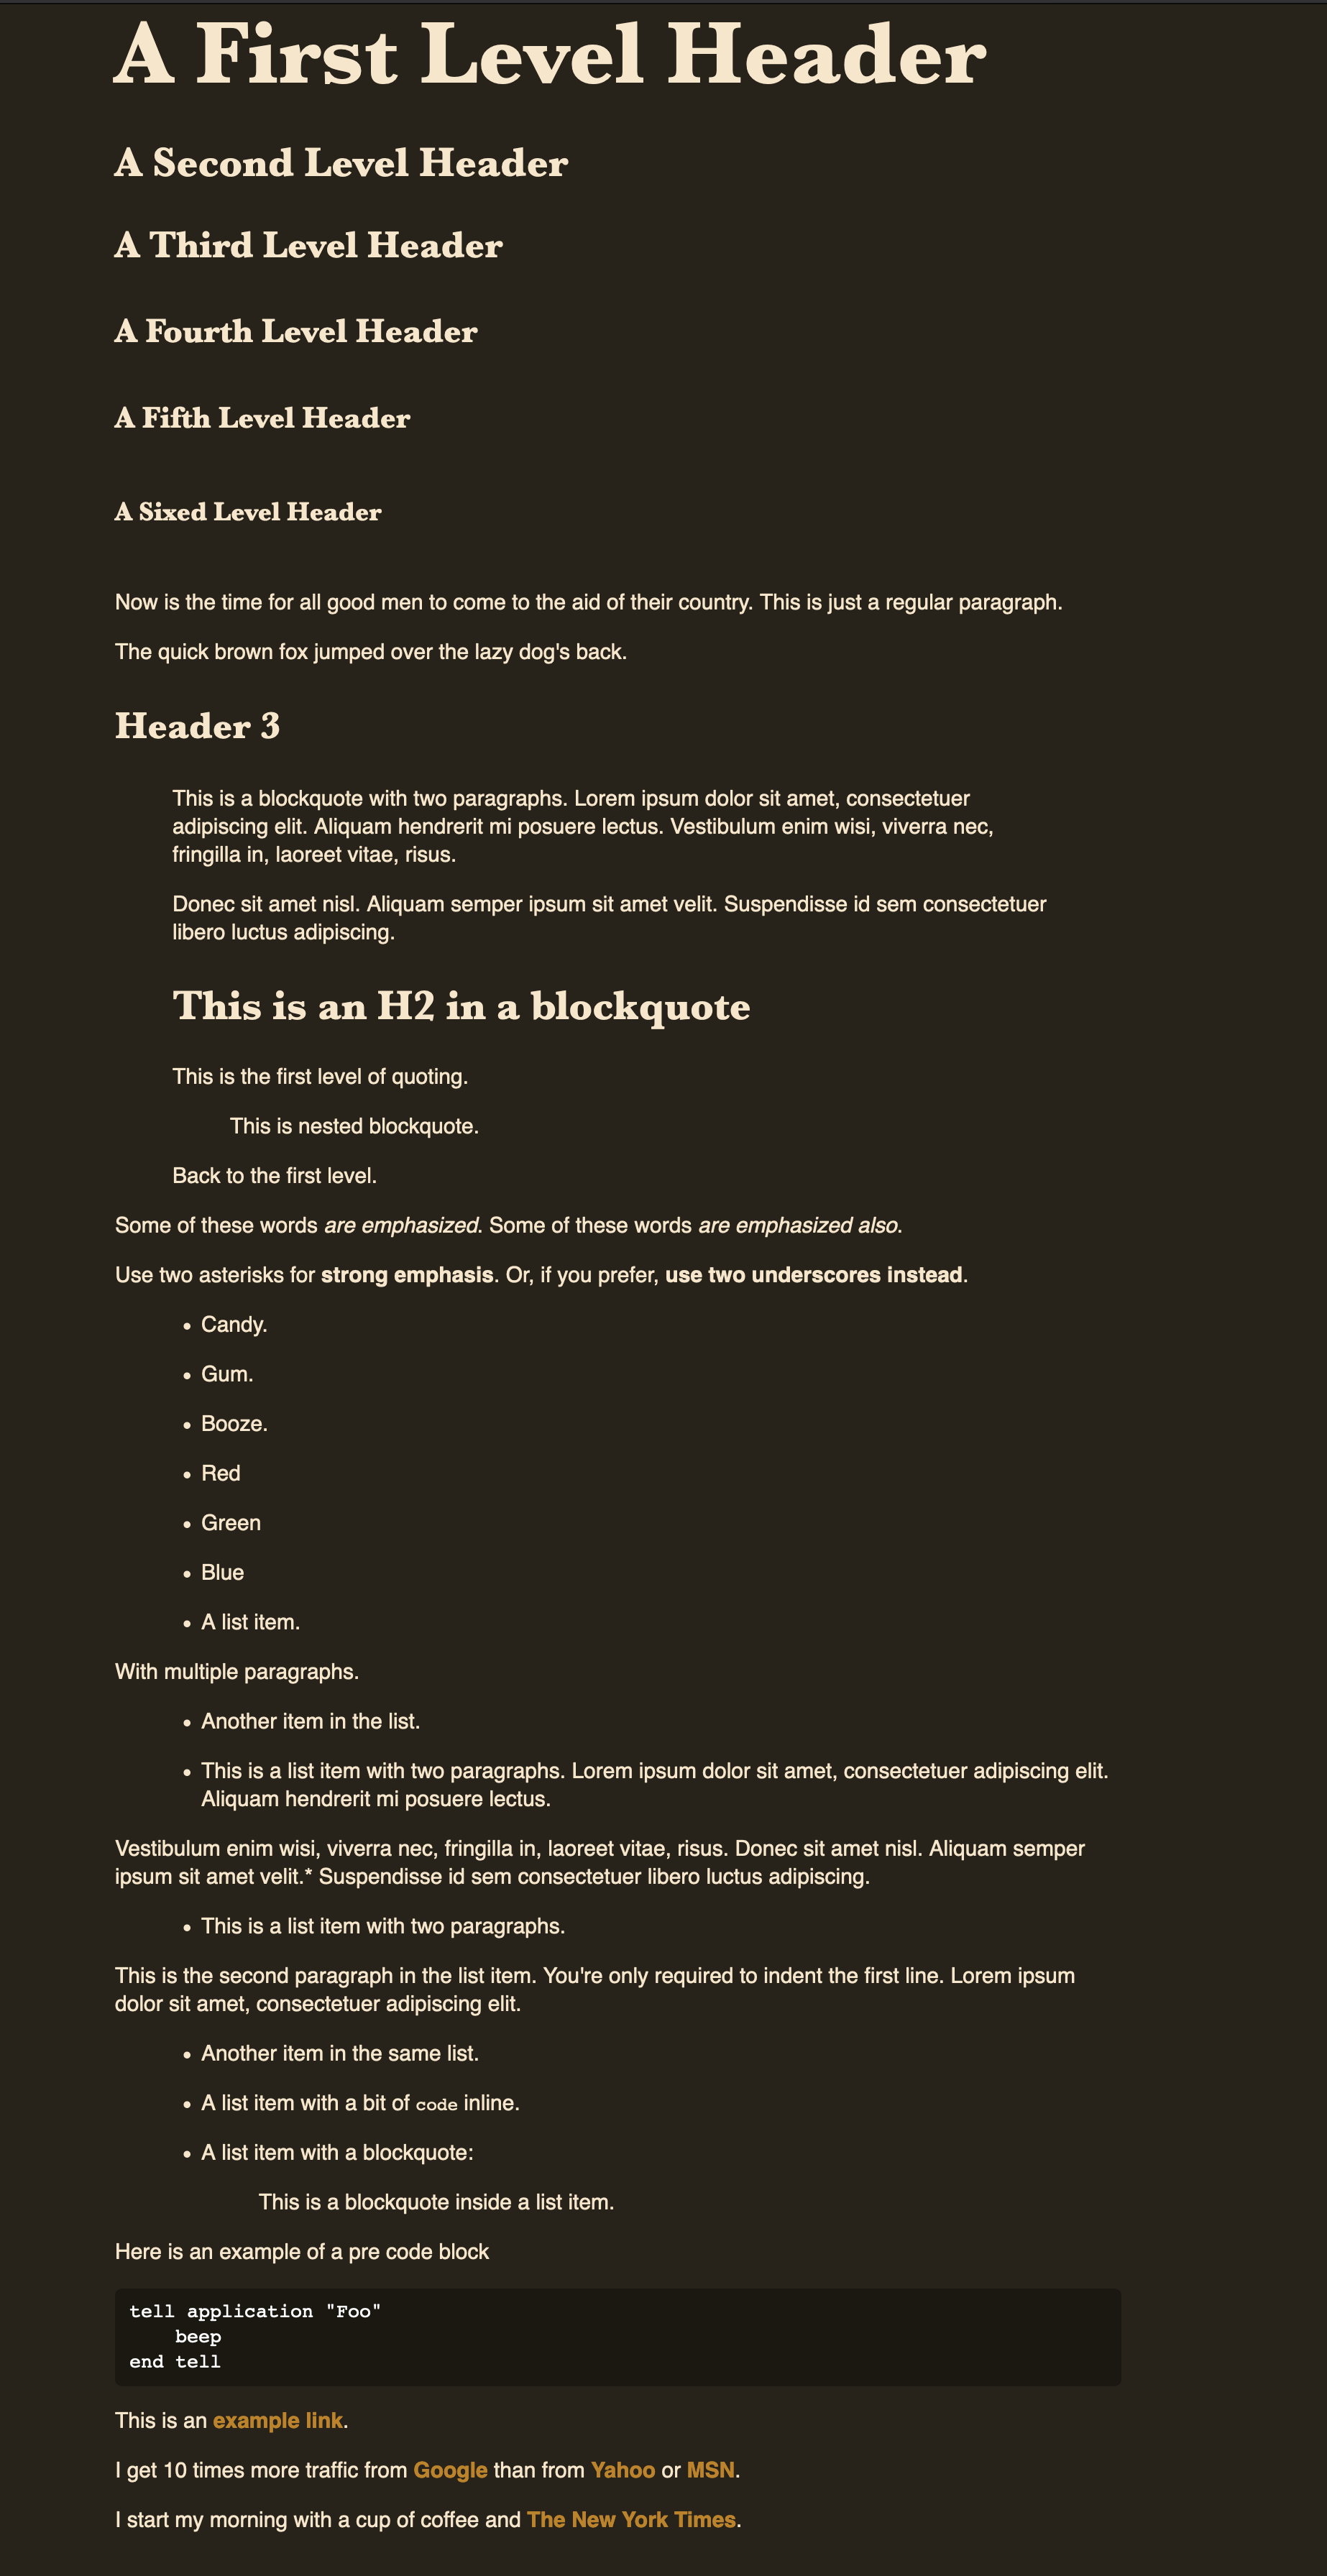 A First Level Header
A Second Level Header
A Third Level Header
A Fourth Level Header
A Fifth Level Header
A Sixed Level Header
Now is the time for all good men to come to the aid of their country. This is just a regular paragraph.
The quick brown fox jumped over the lazy dog's back.
Header 3
This is a blockquote with two paragraphs. Lorem ipsum dolor sit amet, consectetuer
adipiscing elit. Aliquam hendrerit mi posuere lectus. Vestibulum enim wisi, viverra nec,
fringilla in, laoreet vitae, risus.
Donec sit amet nisl. Aliquam semper ipsum sit amet velit. Suspendisse id sem consectetuer
libero luctus adipiscing.
This is an H2 in a blockquote
This is the first level of quoting.
This is nested blockquote.
Back to the first level.
Some of these words are emphasized. Some of these words are emphasized also.
Use two asterisks for strong emphasis. Or, if you prefer, use two underscores instead.
• Candy.
• Gum.
• Booze.
• Red
• Green
• Blue
• A list item.
With multiple paragraphs.
• Another item in the list.
• This is a list item with two paragraphs. Lorem ipsum dolor sit amet, consectetuer adipiscing elit.
Aliquam hendrerit mi posuere lectus.
Vestibulum enim wisi, viverra nec, fringilla in, laoreet vitae, risus. Donec sit amet nisl. Aliquam semper
ipsum sit amet velit.* Suspendisse id sem consectetuer libero luctus adipiscing.
• This is a list item with two paragraphs.
This is the second paragraph in the list item. You're only required to indent the first line. Lorem ipsum
dolor sit amet, consectetuer adipiscing elit.
• Another item in the same list.
• A list item with a bit of code inline.
• A list item with a blockquote:
This is a blockquote inside a list item.
Here is an example of a pre code block
tell application "Foo"
    beep
end tell
This is an example link.
I get 10 times more traffic from Google than from Yahoo or MSN.
I start my morning with a cup of coffee and The New York Times.